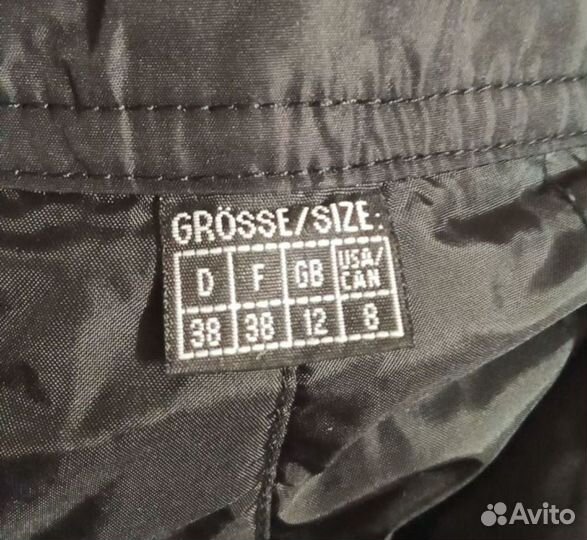 GRÖSSE/SIZE:
D F GB USA/CAN
38 38 12 8
Avito